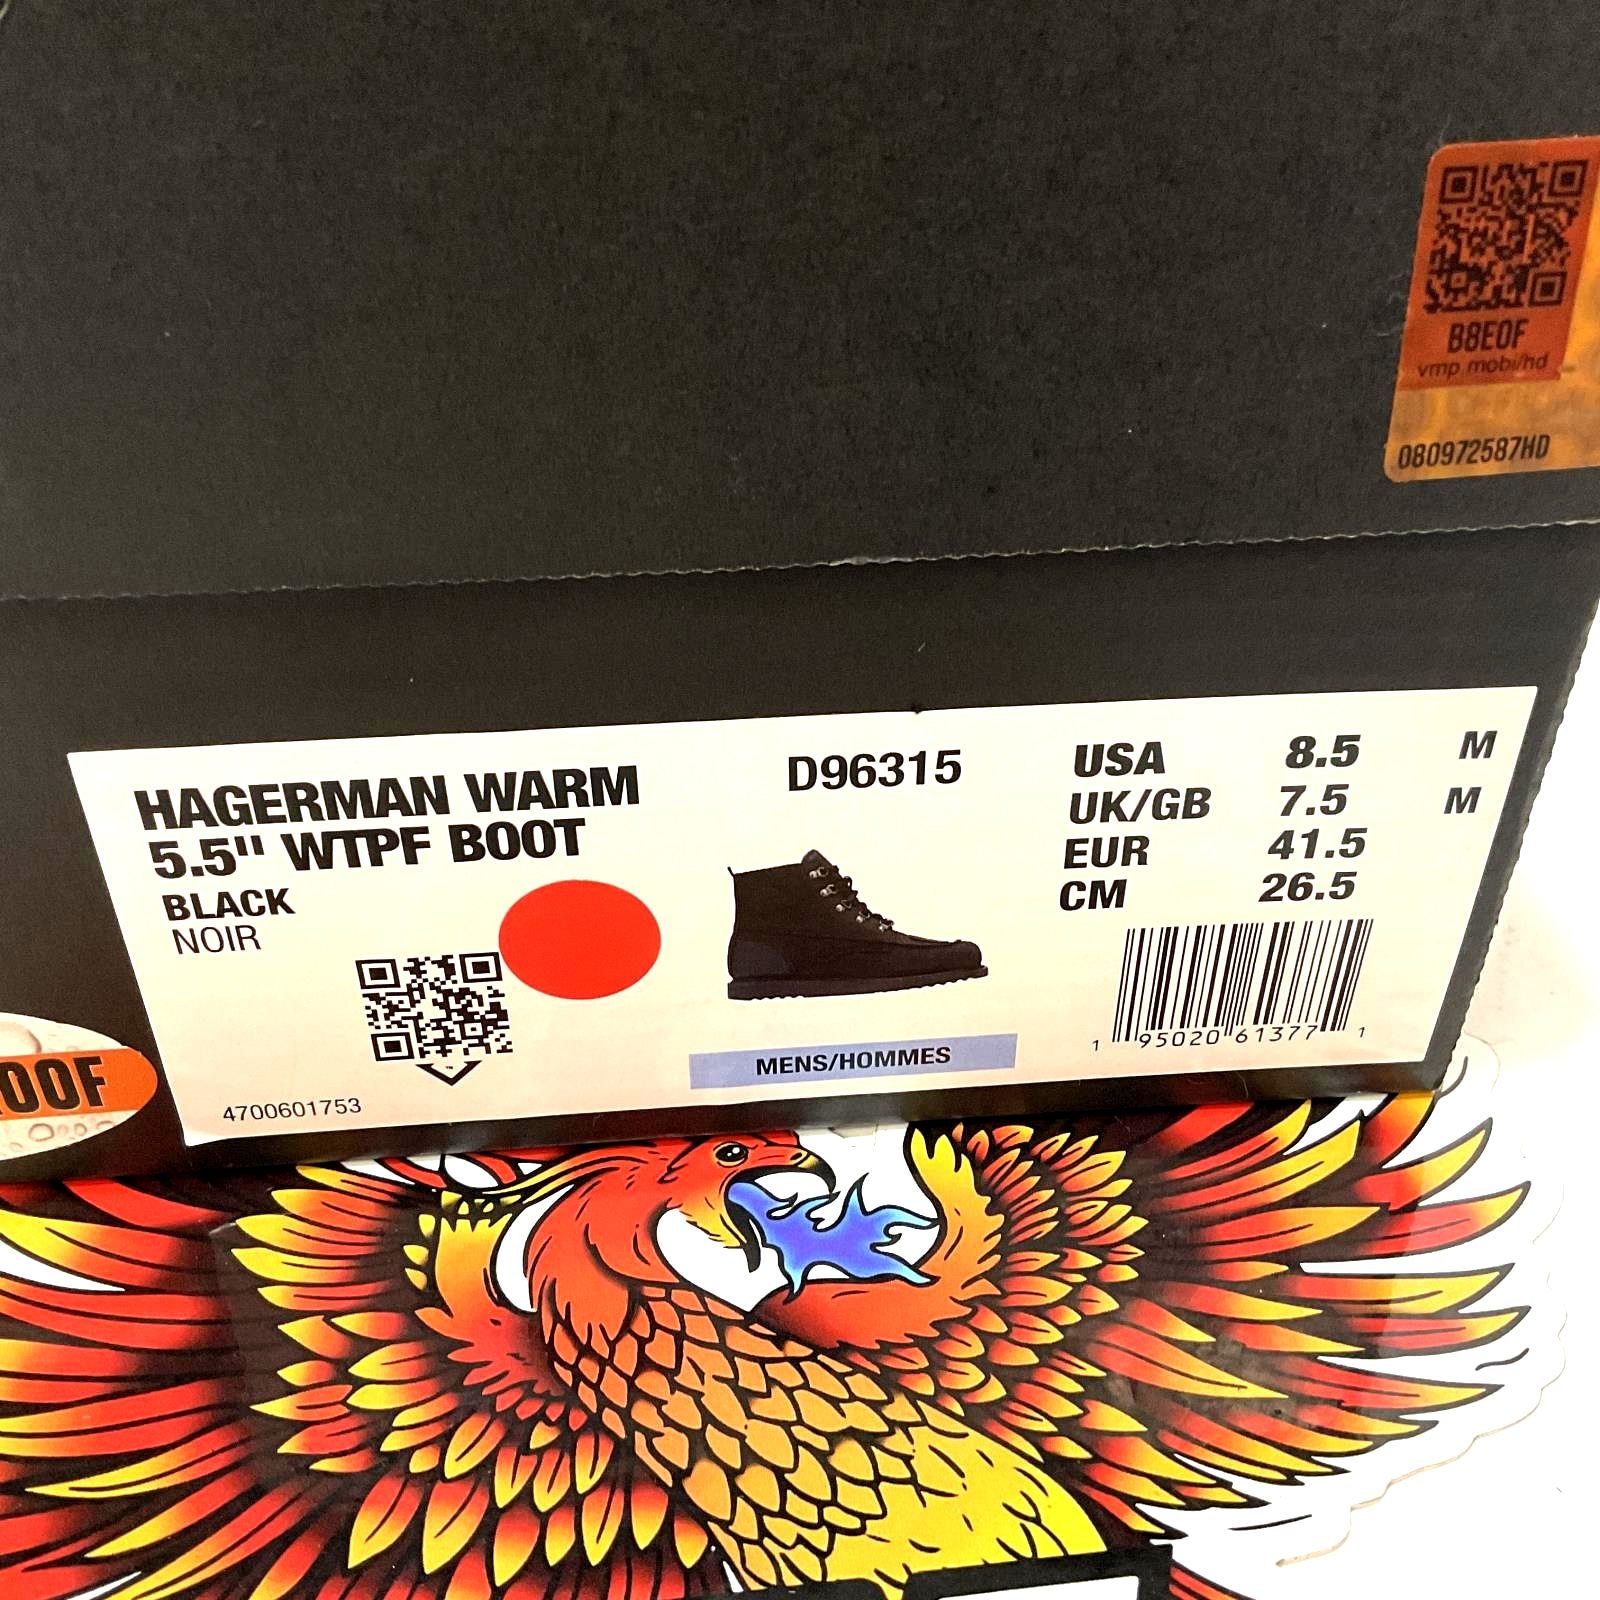 B8E0F
vmp.mobi/hd
080972587HD
HAGERMAN WARM
5.5" WTPF BOOT
BLACK
NOIR
D96315
USA 8.5 M
UK/GB 7.5 M
EUR 41.5
CM 26.5
1 95020 61377 1
MENS/HOMMES
4700601753
OOF